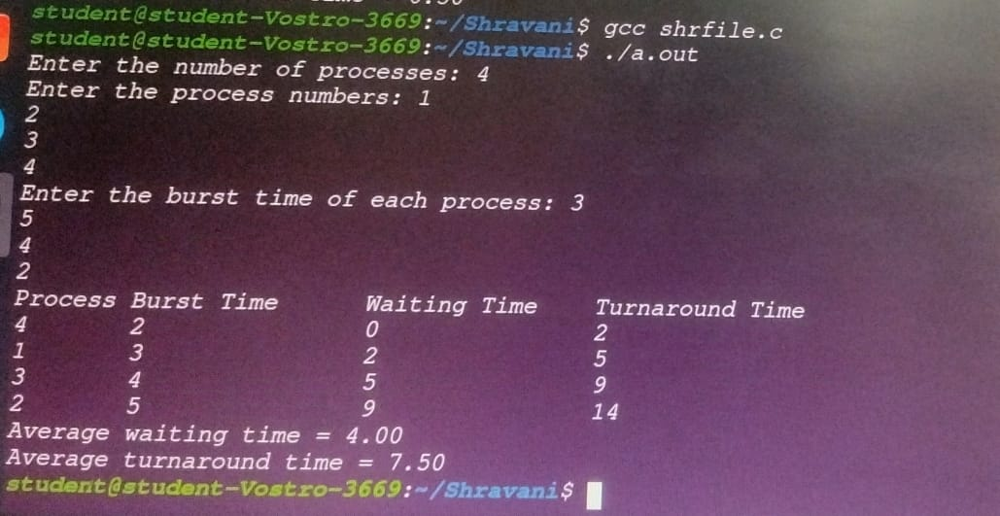 student@student-Vostro-3669:~/Shravani$ gcc shrfile.c
student@student-Vostro-3669:~/Shravani$ ./a.out
Enter the number of processes: 4
Enter the process numbers: 1
2
3
4
Enter the burst time of each process: 3
5
4
2
Process Burst Time Waiting Time Turnaround Time
4 2 0 2
1 3 2 5
3 4 5 9
2 5 9 14
Average waiting time = 4.00
Average turnaround time = 7.50
student@student-Vostro-3669:~/Shravani$